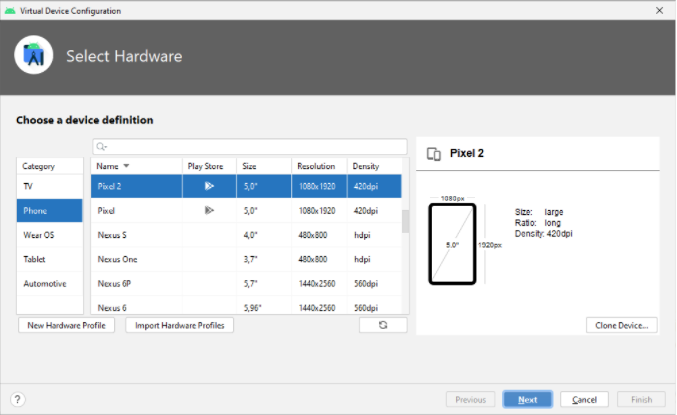 Virtual Device Configuration
Select Hardware
Choose a device definition
Category
TV
Phone
Wear OS
Tablet
Automotive
Name Play Store Size Resolution Density
Pixel 2 5,0" 1080x1920 420dpi
Pixel 5,0" 1080x1920 420dpi
Nexus S 4,0" 480x800 hdpi
Nexus One 3,7" 480x800 hdpi
Nexus 6P 5,7" 1440x2560 560dpi
Nexus 6 5,96" 1440x2560 560dpi
New Hardware Profile Import Hardware Profiles
Pixel 2
1080px
5.0"
1920px
Size: large
Ratio: long
Density: 420dpi
Clone Device...
? Previous Next Cancel Finish